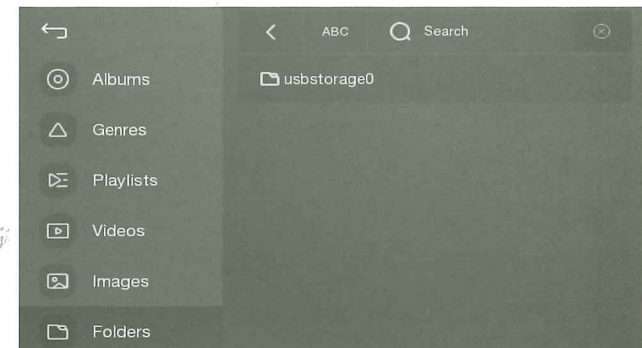 ABC Search
Albums
usbstorage0
Genres
Playlists
Videos
Images
Folders